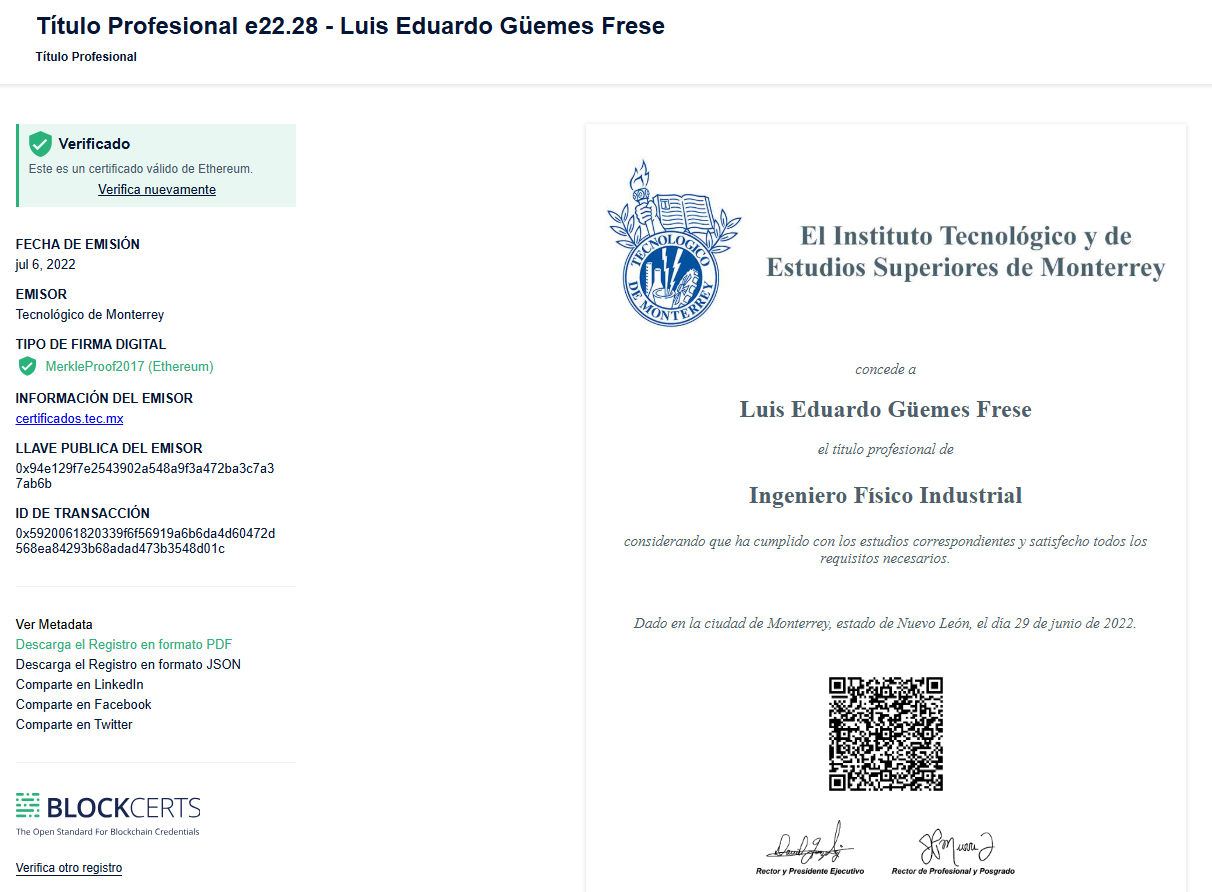 Título Profesional e22.28 - Luis Eduardo Güemes Frese
Título Profesional
Verificado
Este es un certificado válido de Ethereum.
Verifica nuevamente
FECHA DE EMISIÓN
jul 6, 2022
EMISOR
Tecnológico de Monterrey
TIPO DE FIRMA DIGITAL
MerkleProof2017 (Ethereum)
INFORMACIÓN DEL EMISOR
certificados.tec.mx
LLAVE PUBLICA DEL EMISOR
0x94e129f7e2543902a548a9f3a472ba3c7a3
7ab6b
ID DE TRANSACCIÓN
0x5920061820339f6f56919a6b6da4d60472d
568ea84293b68adad473b3548d01c
Ver Metadata
Descarga el Registro en formato PDF
Descarga el Registro en formato JSON
Comparte en LinkedIn
Comparte en Facebook
Comparte en Twitter
BLOCKCERTS
The Open Standard For Blockchain Credentials
Verifica otro registro
TECNOLOGICO
DE MONTERREY
El Instituto Tecnológico y de
Estudios Superiores de Monterrey
concede a
Luis Eduardo Güemes Frese
el título profesional de
Ingeniero Físico Industrial
considerando que ha cumplido con los estudios correspondientes y satisfecho todos los
requisitos necesarios.
Dado en la ciudad de Monterrey, estado de Nuevo León, el día 29 de junio de 2022.
Rector y Presidente Ejecutivo
Rector de Profesional y Posgrado